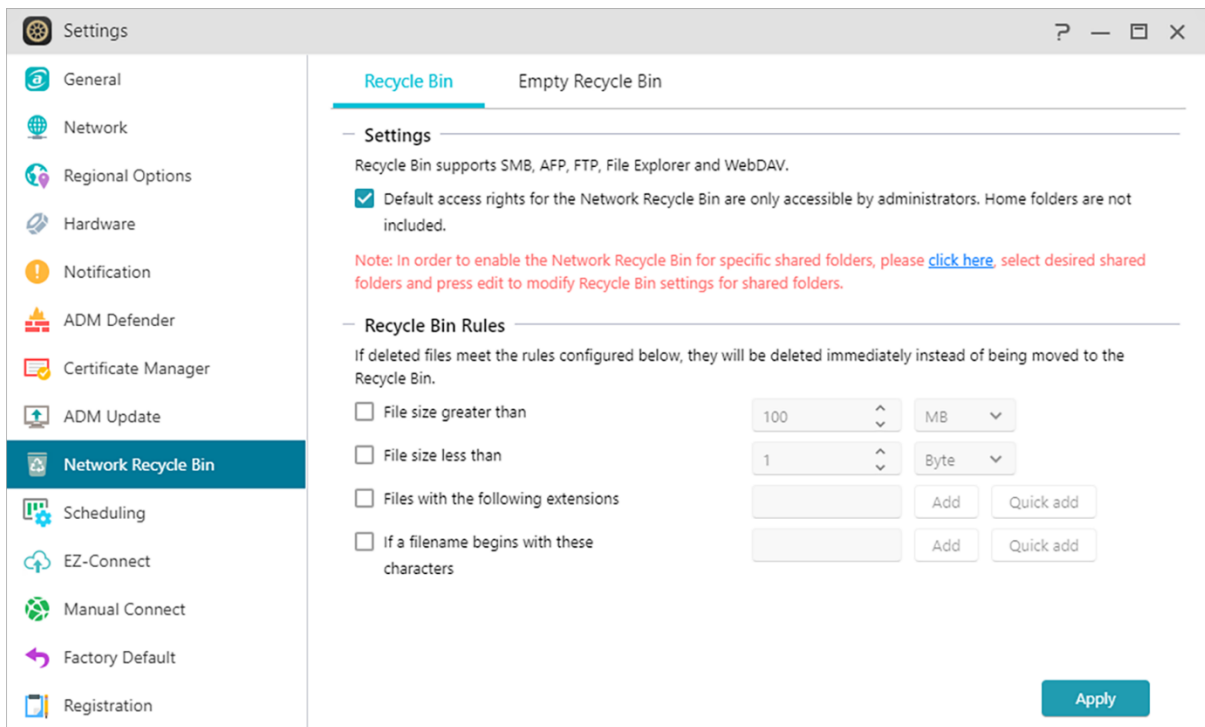 Settings
General
Network
Regional Options
Hardware
Notification
ADM Defender
Certificate Manager
ADM Update
Network Recycle Bin
Scheduling
EZ-Connect
Manual Connect
Factory Default
Registration
Recycle Bin
Empty Recycle Bin
Settings
Recycle Bin supports SMB, AFP, FTP, File Explorer and WebDAV.
Default access rights for the Network Recycle Bin are only accessible by administrators. Home folders are not
included.
Note: In order to enable the Network Recycle Bin for specific shared folders, please click here, select desired shared
folders and press edit to modify Recycle Bin settings for shared folders.
Recycle Bin Rules
If deleted files meet the rules configured below, they will be deleted immediately instead of being moved to the
Recycle Bin.
File size greater than 100 MB
File size less than 1 Byte
Files with the following extensions Add Quick add
If a filename begins with these Add Quick add
characters
Apply